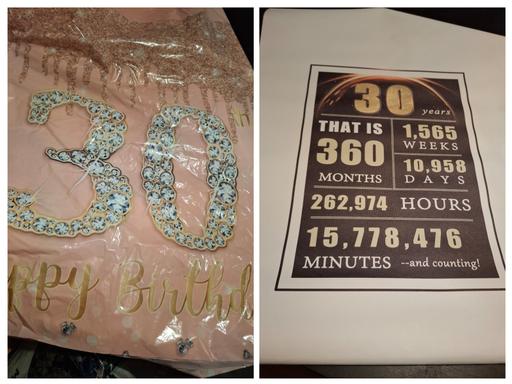 30
th
ppy Birthd
30 years
THAT IS
360
MONTHS
1,565
WEEKS
10,958
DAYS
262,974 HOURS
15,778,476
MINUTES --and counting!